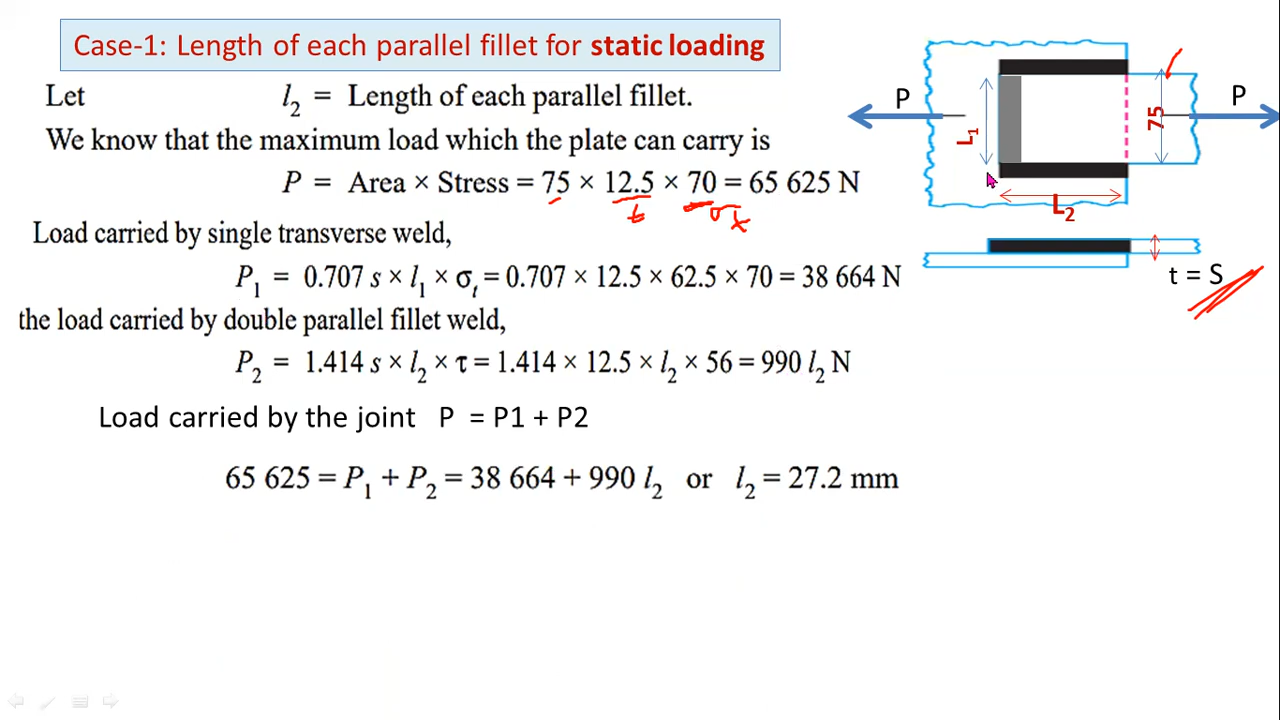 Case-1: Length of each parallel fillet for static loading
Let l₂ = Length of each parallel fillet.
We know that the maximum load which the plate can carry is
P = Area × Stress = 75 × 12.5 × 70 = 65 625 N
t σt
Load carried by single transverse weld,
P₁ = 0.707 s × l₁ × σₜ = 0.707 × 12.5 × 62.5 × 70 = 38 664 N
the load carried by double parallel fillet weld,
P₂ = 1.414 s × l₂ × τ = 1.414 × 12.5 × l₂ × 56 = 990 l₂ N
Load carried by the joint P = P1 + P2
65 625 = P₁ + P₂ = 38 664 + 990 l₂ or l₂ = 27.2 mm
P
P
L₁
75
L₂
t = S